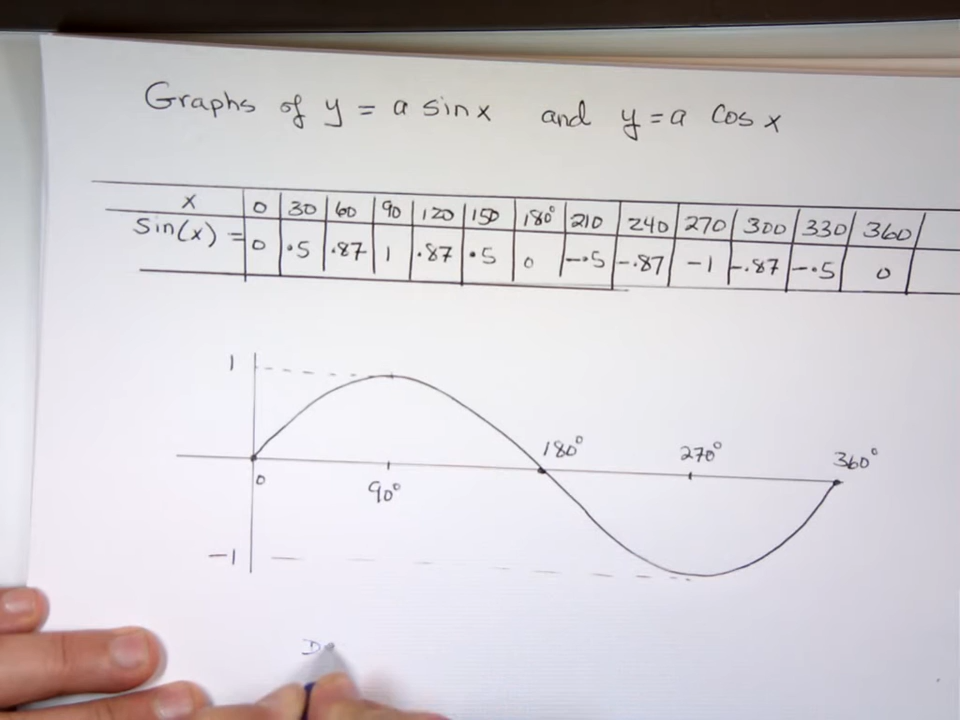 Graphs of y = a sin x and y = a cos x
x 0 30 60 90 120 150 180° 210 240 270 300 330 360
sin(x) = 0 .5 .87 1 .87 .5 0 -.5 -.87 -1 -.87 -.5 0
1
180° 270° 360°
0 90°
-1